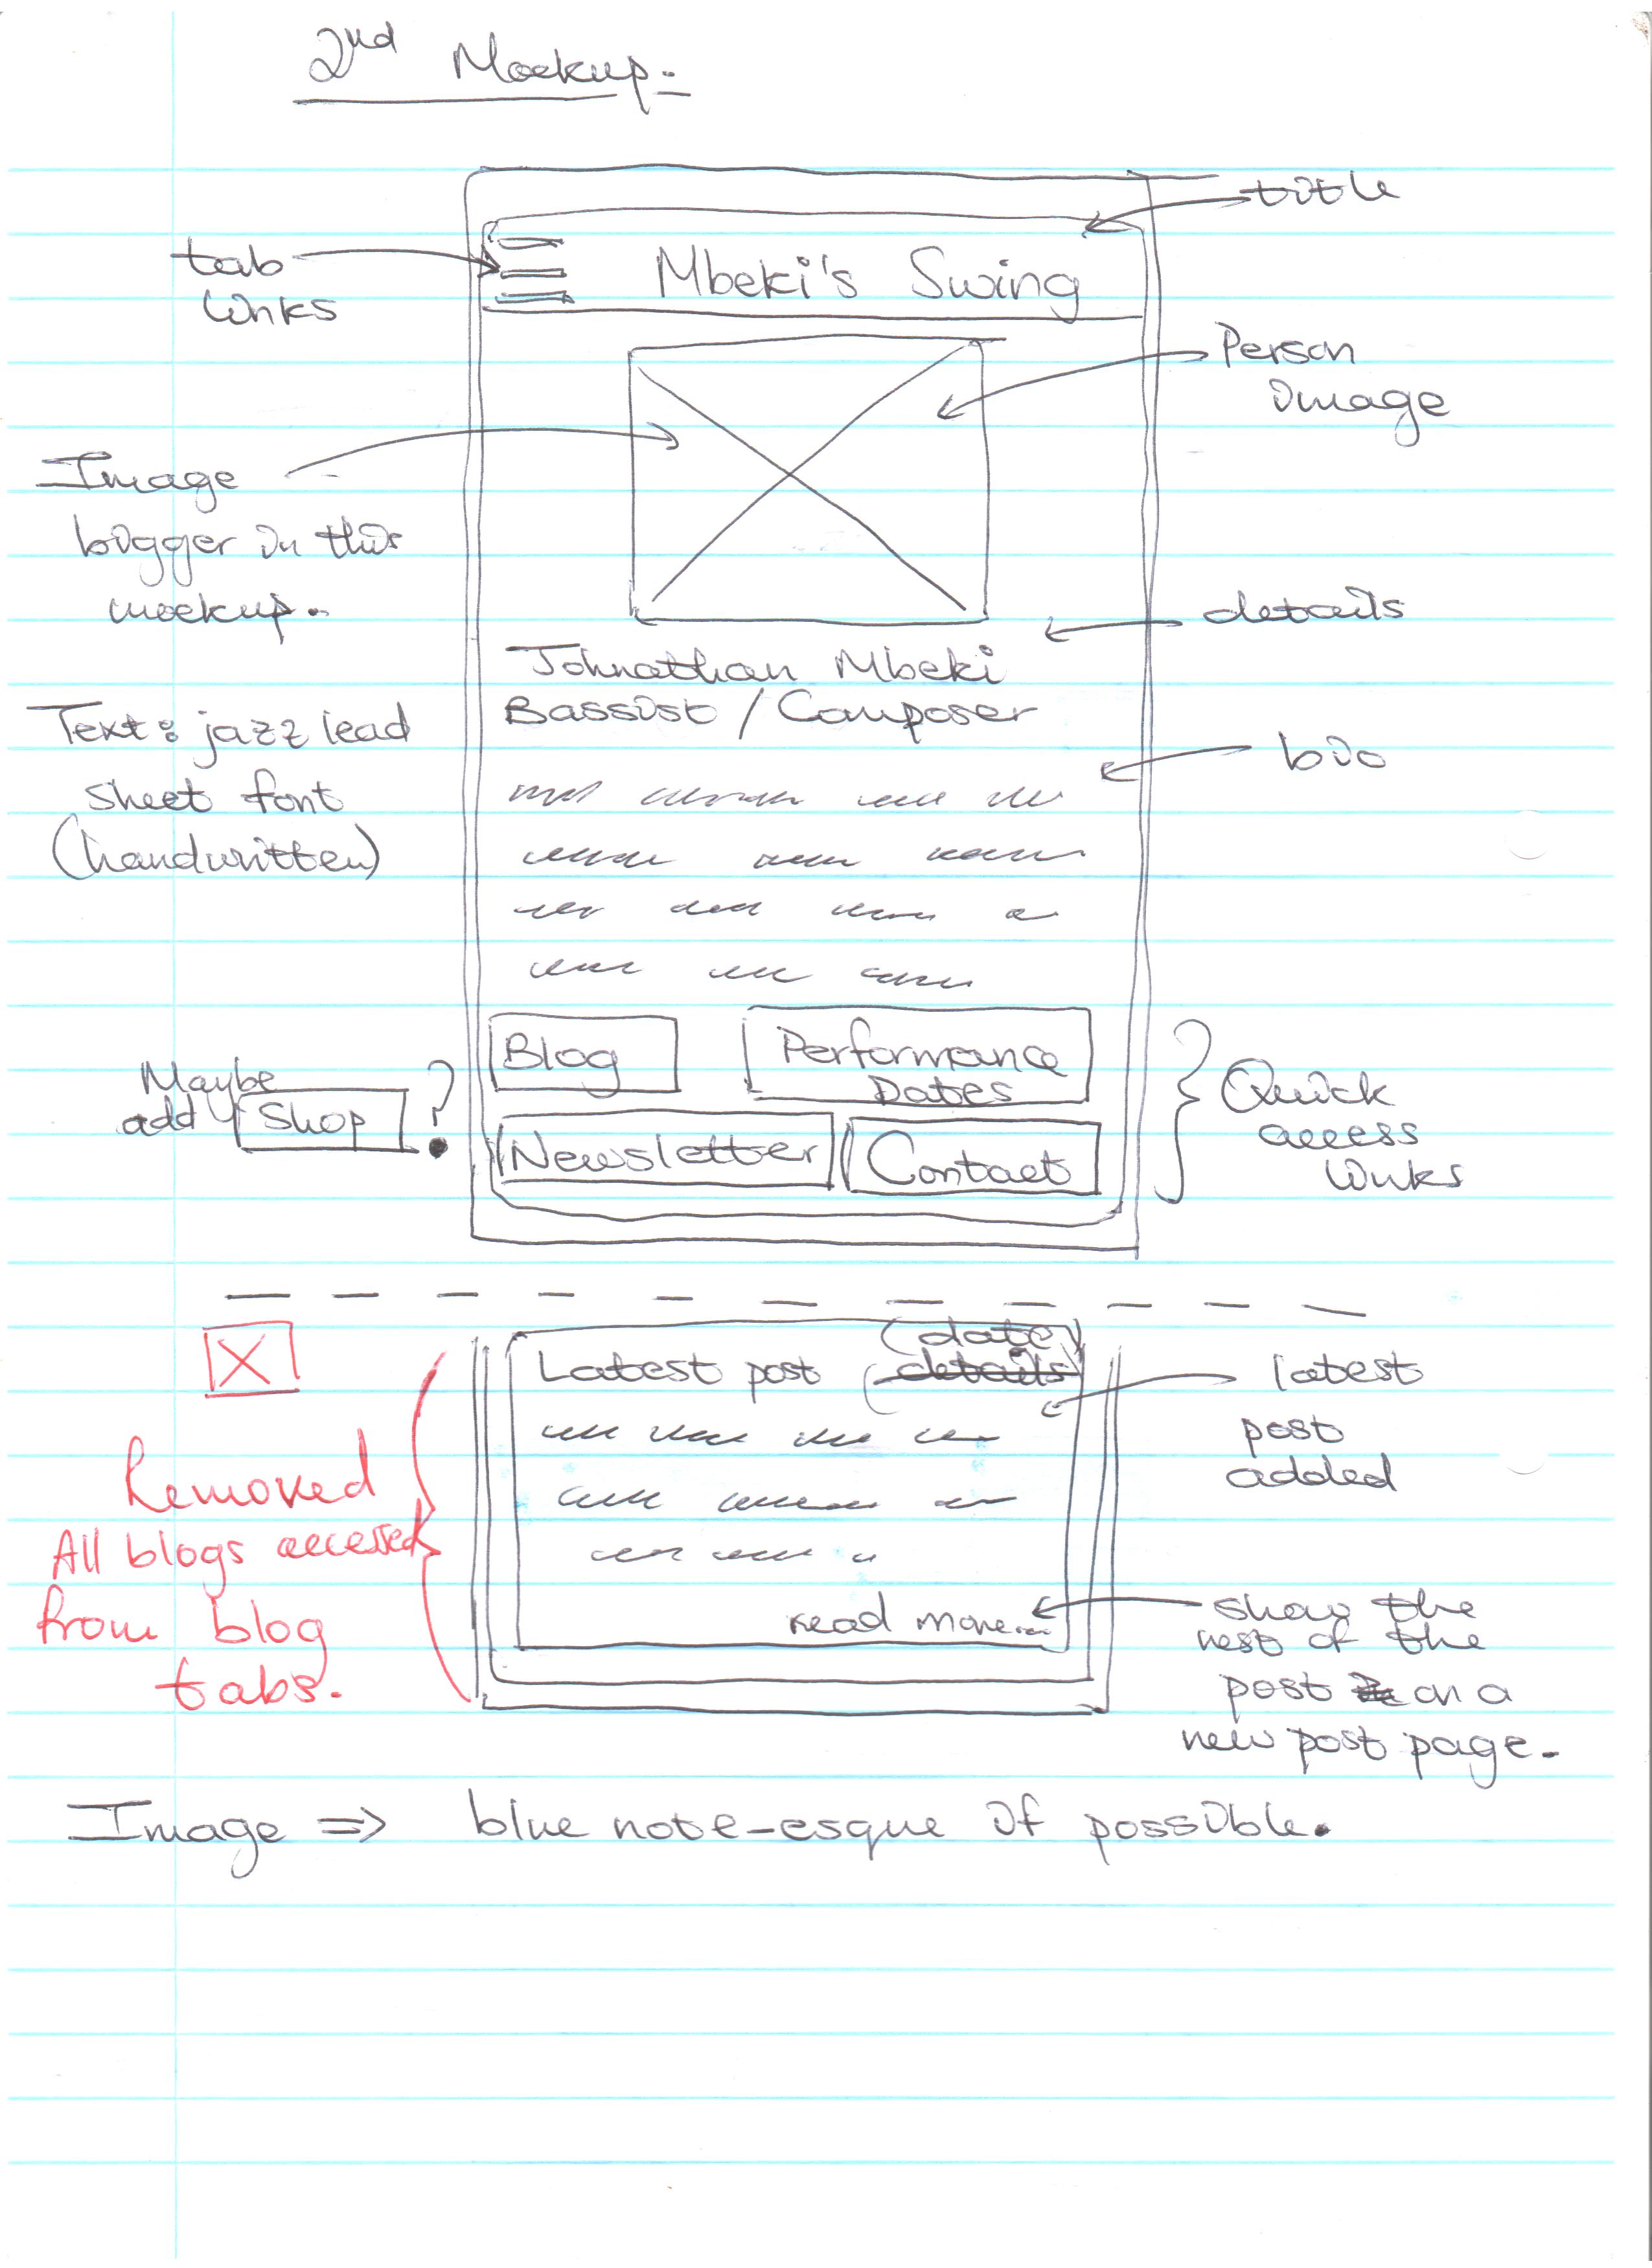 2nd Mockup.
title
tab
links
Mbeki's Swing
Person
image
Image
bigger in this
mockup.
details
Johnathan Mbeki
Bassist / Composer
Text: jazz lead
sheet font
(handwritten)
bio
Blog
Performance
Dates
Maybe
add Shop ?
Newsletter
Contact
Quick
access
links
(date)
Latest post (details
latest
post
added
Removed
All blogs accessed
from blog
tabs.
read more...
show the
rest of the
post on a
new post page.
Image => blue note-esque if possible.